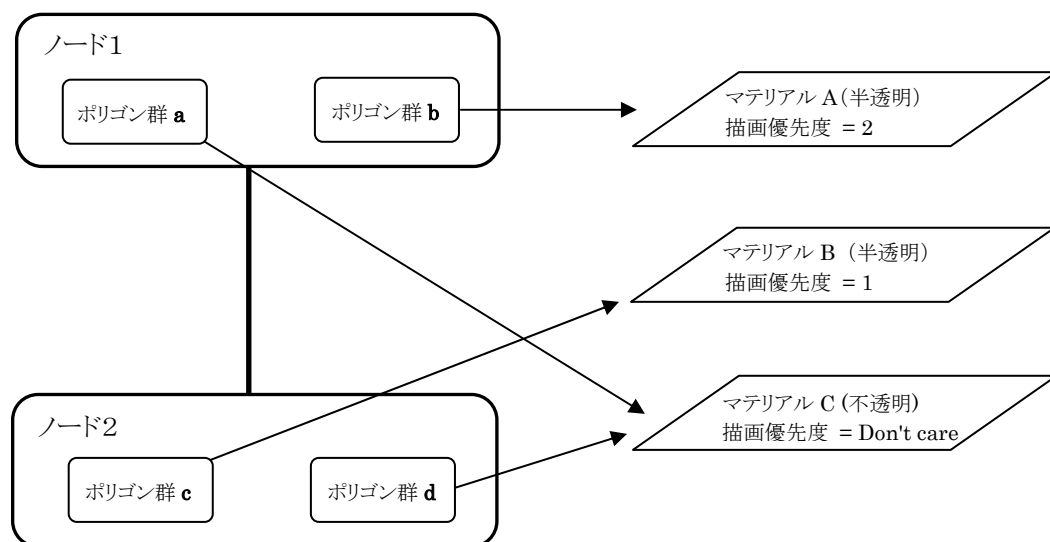 ノード1
ポリゴン群 a
ポリゴン群 b
マテリアル A(半透明)
描画優先度 = 2
マテリアル B (半透明)
描画優先度 = 1
ノード2
ポリゴン群 c
ポリゴン群 d
マテリアル C (不透明)
描画優先度 = Don't care